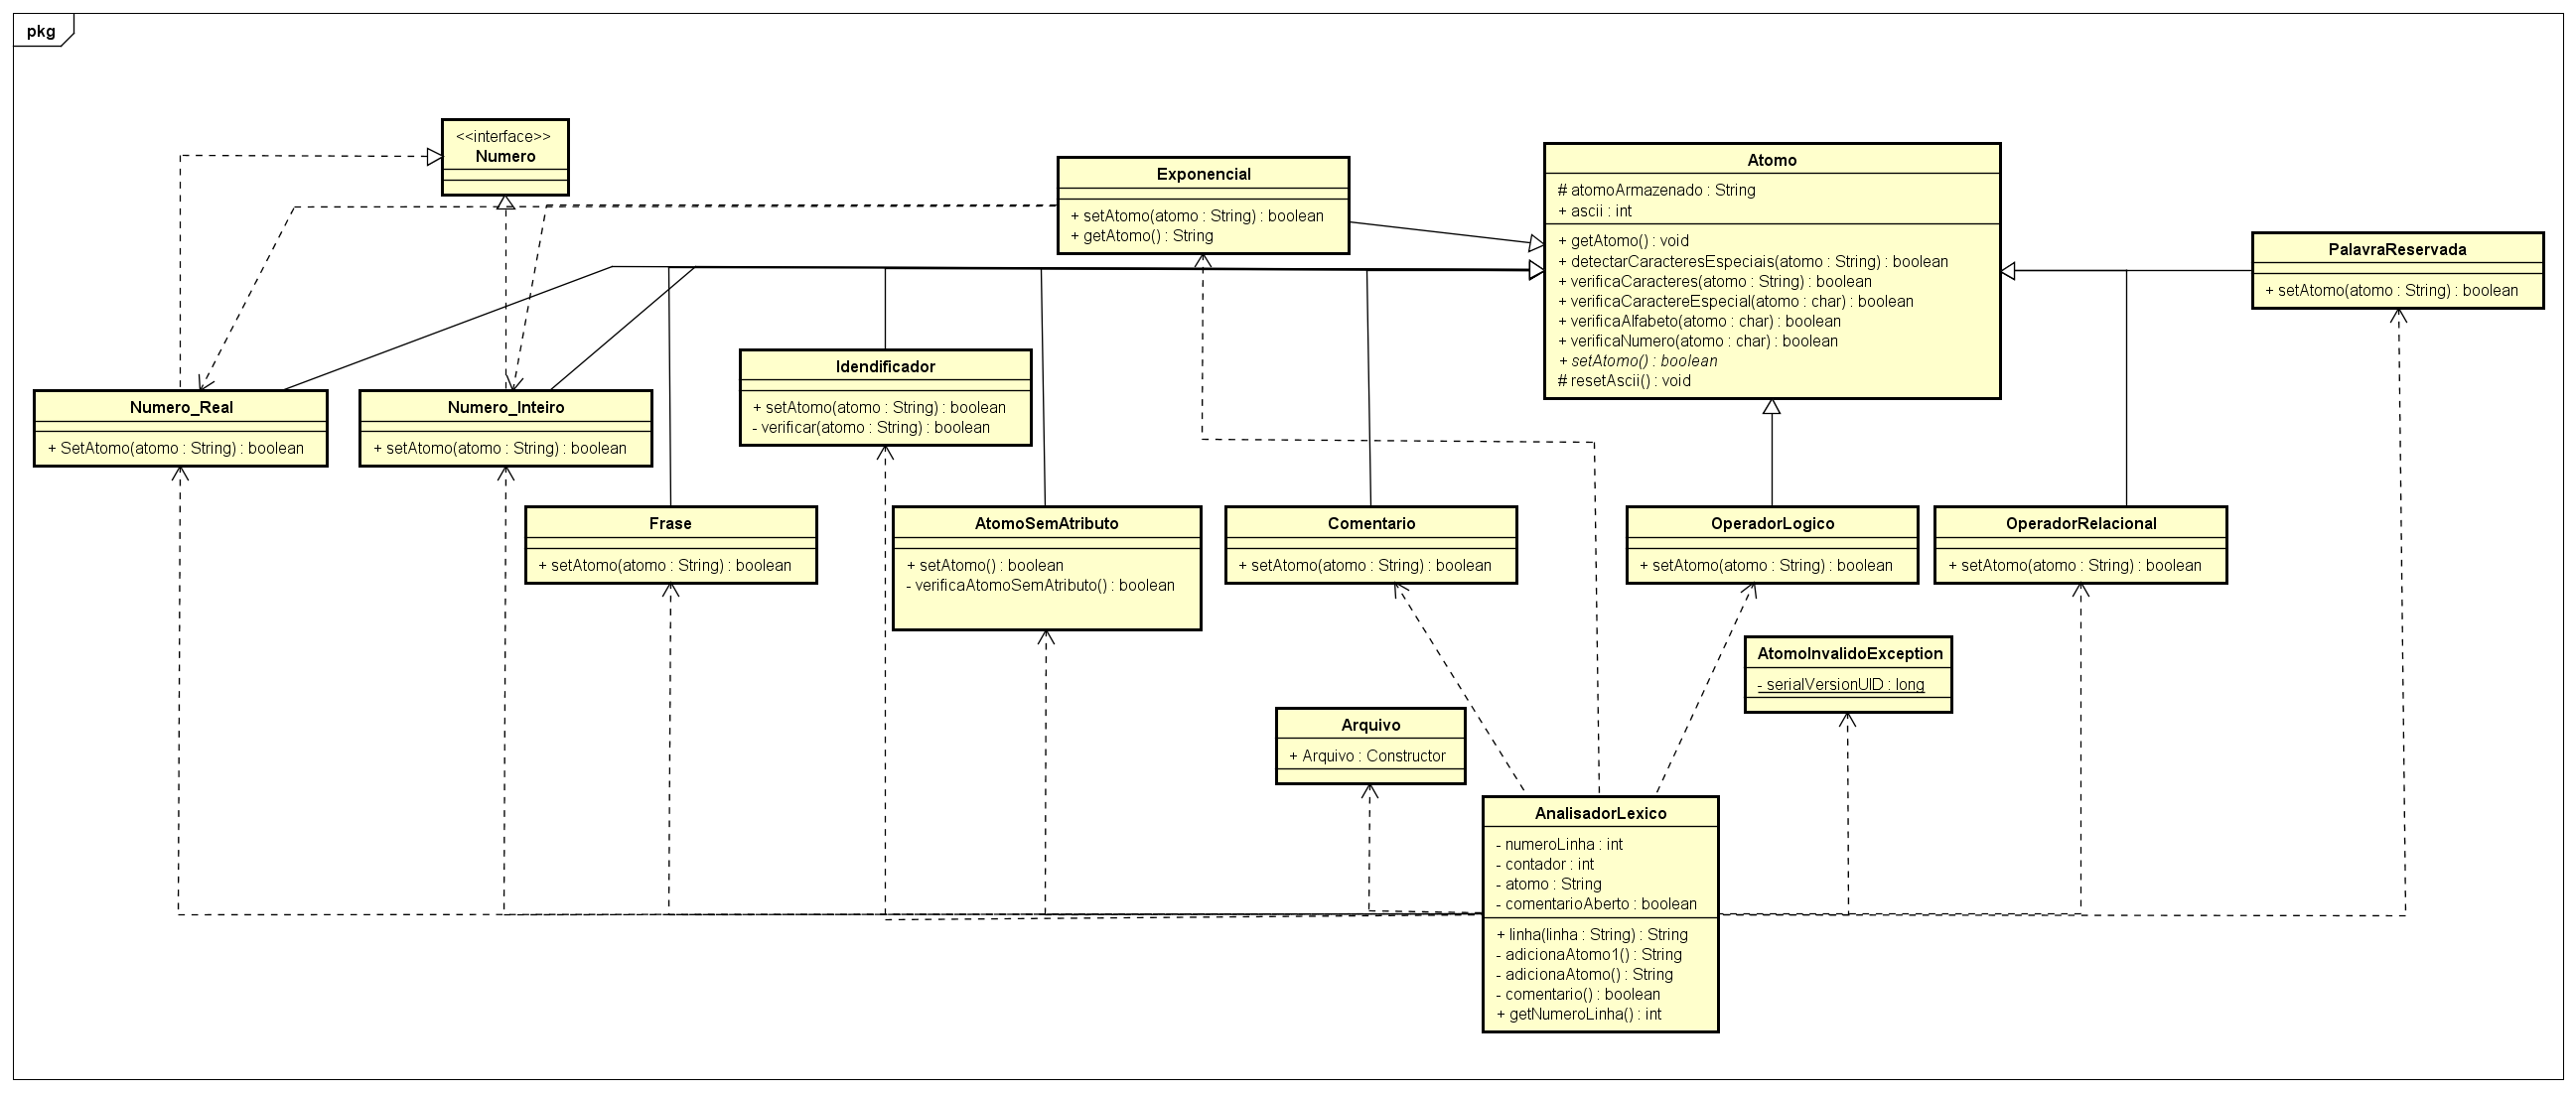 pkg
<<interface>>
Numero
Exponencial
+ setAtomo(atomo : String) : boolean
+ getAtomo() : String
Atomo
# atomoArmazenado : String
+ ascii : int
+ getAtomo() : void
+ detectarCaracteresEspeciais(atomo : String) : boolean
+ verificaCaracteres(atomo : String) : boolean
+ verificaCaractereEspecial(atomo : char) : boolean
+ verificaAlfabeto(atomo : char) : boolean
+ verificaNumero(atomo : char) : boolean
+ setAtomo() : boolean
# resetAscii() : void
PalavraReservada
+ setAtomo(atomo : String) : boolean
Numero_Real
+ SetAtomo(atomo : String) : boolean
Numero_Inteiro
+ setAtomo(atomo : String) : boolean
Idendificador
+ setAtomo(atomo : String) : boolean
- verificar(atomo : String) : boolean
Frase
+ setAtomo(atomo : String) : boolean
AtomoSemAtributo
+ setAtomo() : boolean
- verificaAtomoSemAtributo() : boolean
Comentario
+ setAtomo(atomo : String) : boolean
OperadorLogico
+ setAtomo(atomo : String) : boolean
OperadorRelacional
+ setAtomo(atomo : String) : boolean
AtomoInvalidoException
- serialVersionUID : long
Arquivo
+ Arquivo : Constructor
AnalisadorLexico
- numeroLinha : int
- contador : int
- atomo : String
- comentarioAberto : boolean
+ linha(linha : String) : String
- adicionaAtomo1() : String
- adicionaAtomo() : String
- comentario() : boolean
+ getNumeroLinha() : int